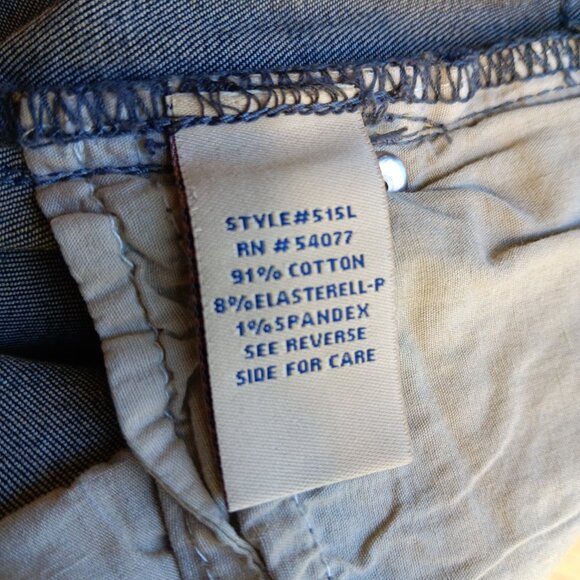 STYLE#515L
RN #54077
91% COTTON
8%ELASTERELL-P
1%SPANDEX
SEE REVERSE
SIDE FOR CARE